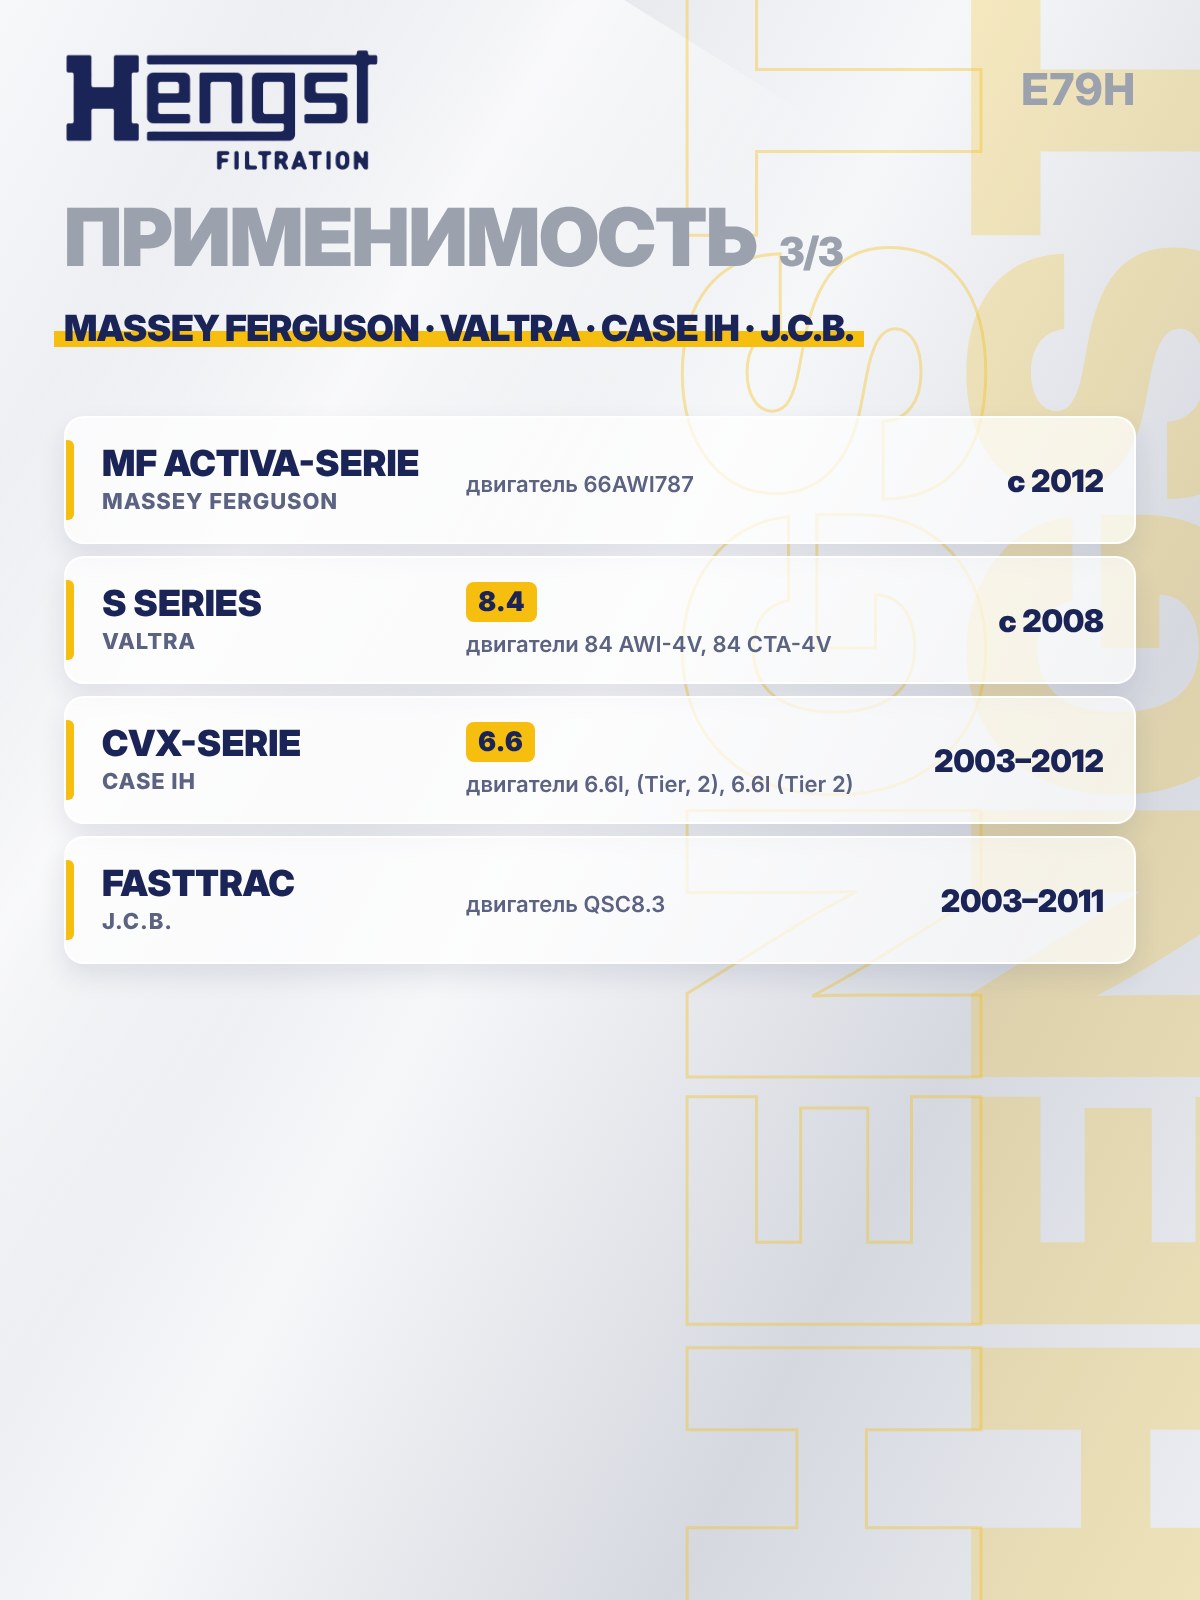 Hengst
FILTRATION
E79H
ПРИМЕНИМОСТЬ 3/3
MASSEY FERGUSON · VALTRA · CASE IH · J.C.B.
MF ACTIVA-SERIE
MASSEY FERGUSON
двигатель 66AWI787
с 2012
S SERIES
VALTRA
8.4
двигатели 84 AWI-4V, 84 CTA-4V
с 2008
CVX-SERIE
CASE IH
6.6
двигатели 6.6l, (Tier, 2), 6.6l (Tier 2)
2003–2012
FASTTRAC
J.C.B.
двигатель QSC8.3
2003–2011
HENGST
HENGST